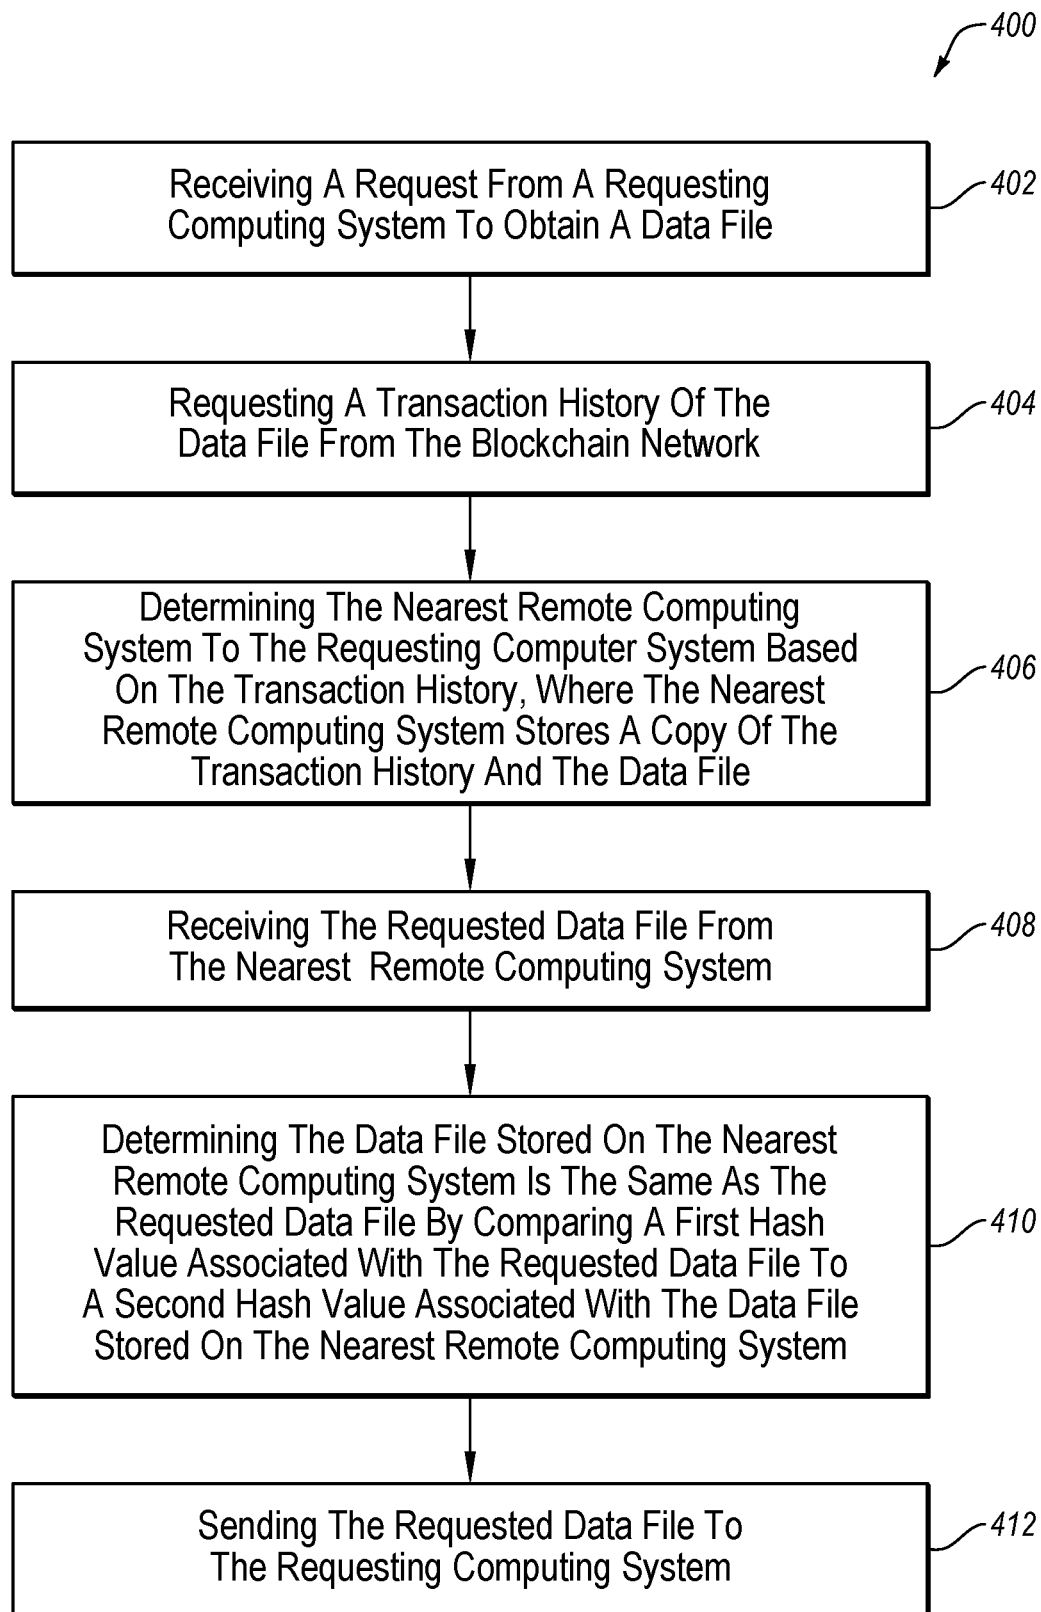 400
Receiving A Request From A Requesting
Computing System To Obtain A Data File
402
Requesting A Transaction History Of The
Data File From The Blockchain Network
404
Determining The Nearest Remote Computing
System To The Requesting Computer System Based
On The Transaction History, Where The Nearest
Remote Computing System Stores A Copy Of The
Transaction History And The Data File
406
Receiving The Requested Data File From
The Nearest Remote Computing System
408
Determining The Data File Stored On The Nearest
Remote Computing System Is The Same As The
Requested Data File By Comparing A First Hash
Value Associated With The Requested Data File To
A Second Hash Value Associated With The Data File
Stored On The Nearest Remote Computing System
410
Sending The Requested Data File To
The Requesting Computing System
412